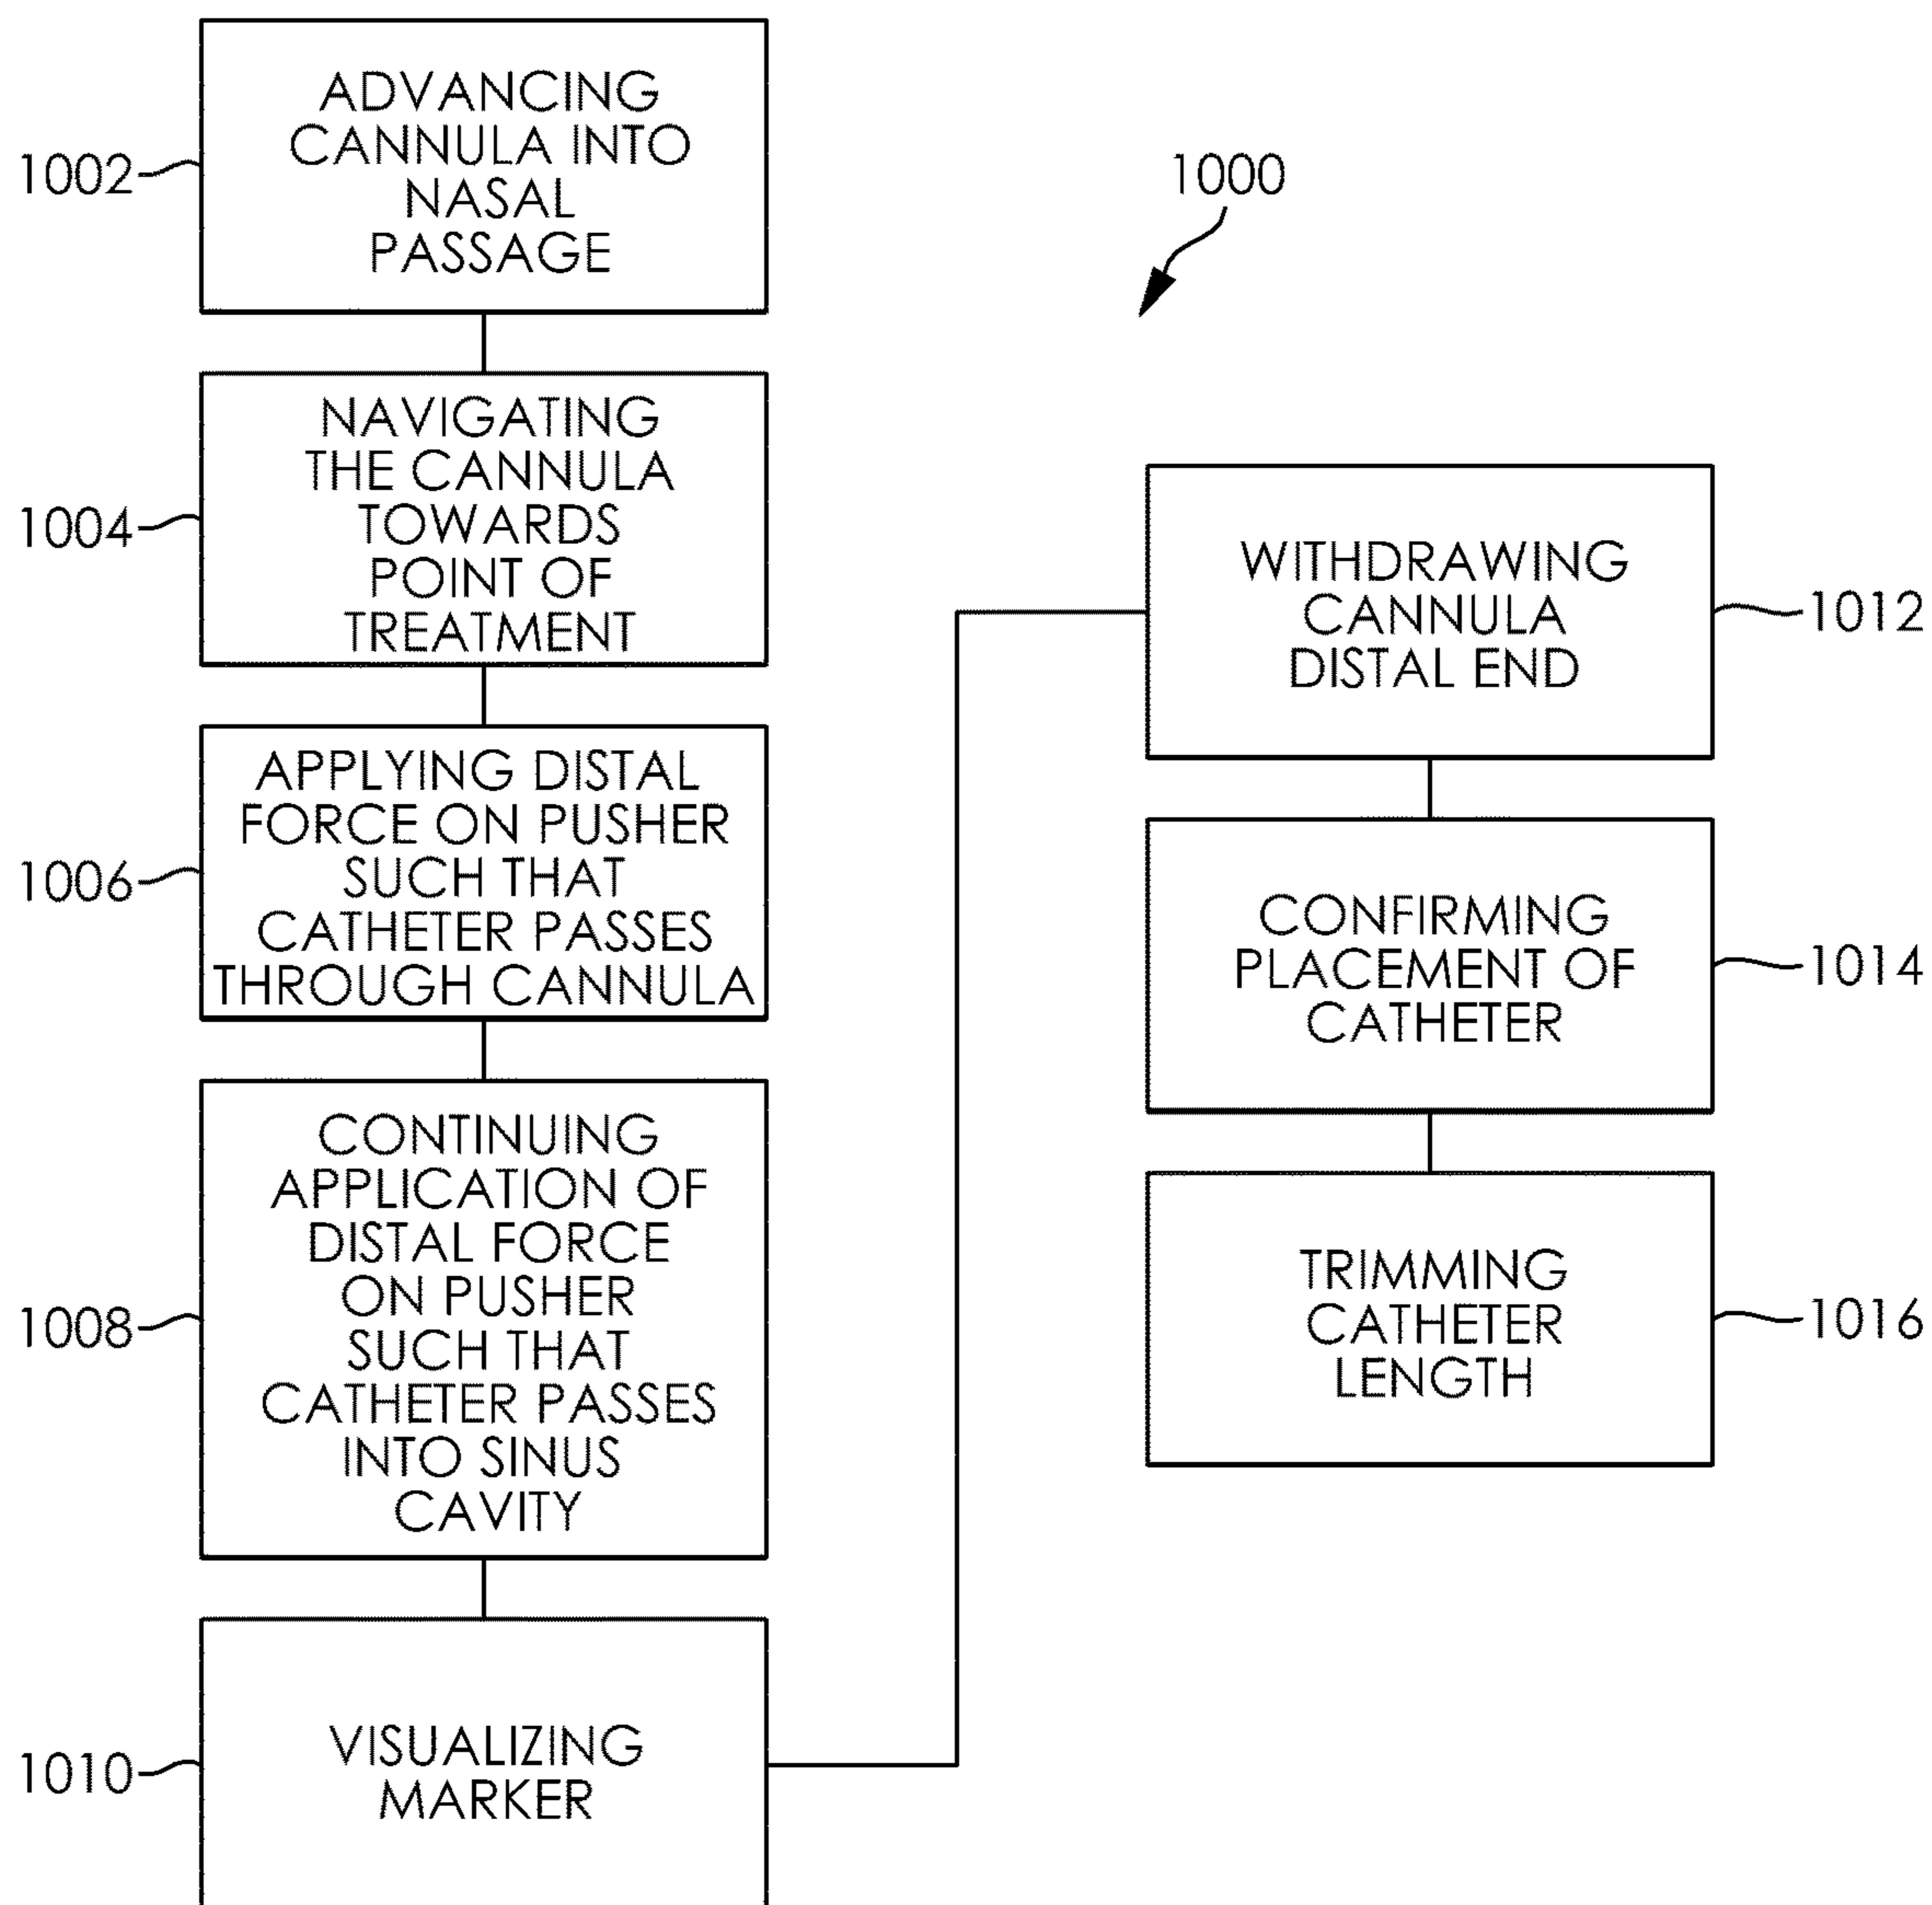 ADVANCING
CANNULA INTO
NASAL
PASSAGE
1002
1000
NAVIGATING
THE CANNULA
TOWARDS
POINT OF
TREATMENT
1004
APPLYING DISTAL
FORCE ON PUSHER
SUCH THAT
CATHETER PASSES
THROUGH CANNULA
1006
CONTINUING
APPLICATION OF
DISTAL FORCE
ON PUSHER
SUCH THAT
CATHETER PASSES
INTO SINUS
CAVITY
1008
VISUALIZING
MARKER
1010
WITHDRAWING
CANNULA
DISTAL END
1012
CONFIRMING
PLACEMENT OF
CATHETER
1014
TRIMMING
CATHETER
LENGTH
1016